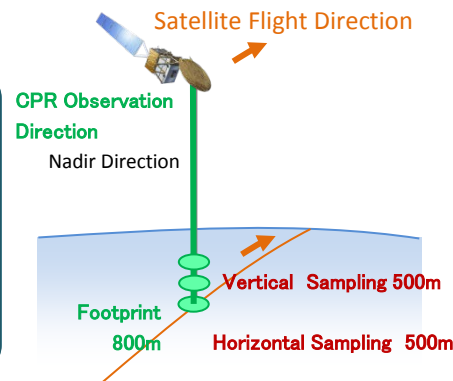 Satellite Flight Direction
CPR Observation
Direction
Nadir Direction
Vertical Sampling 500m
Footprint
800m
Horizontal Sampling 500m